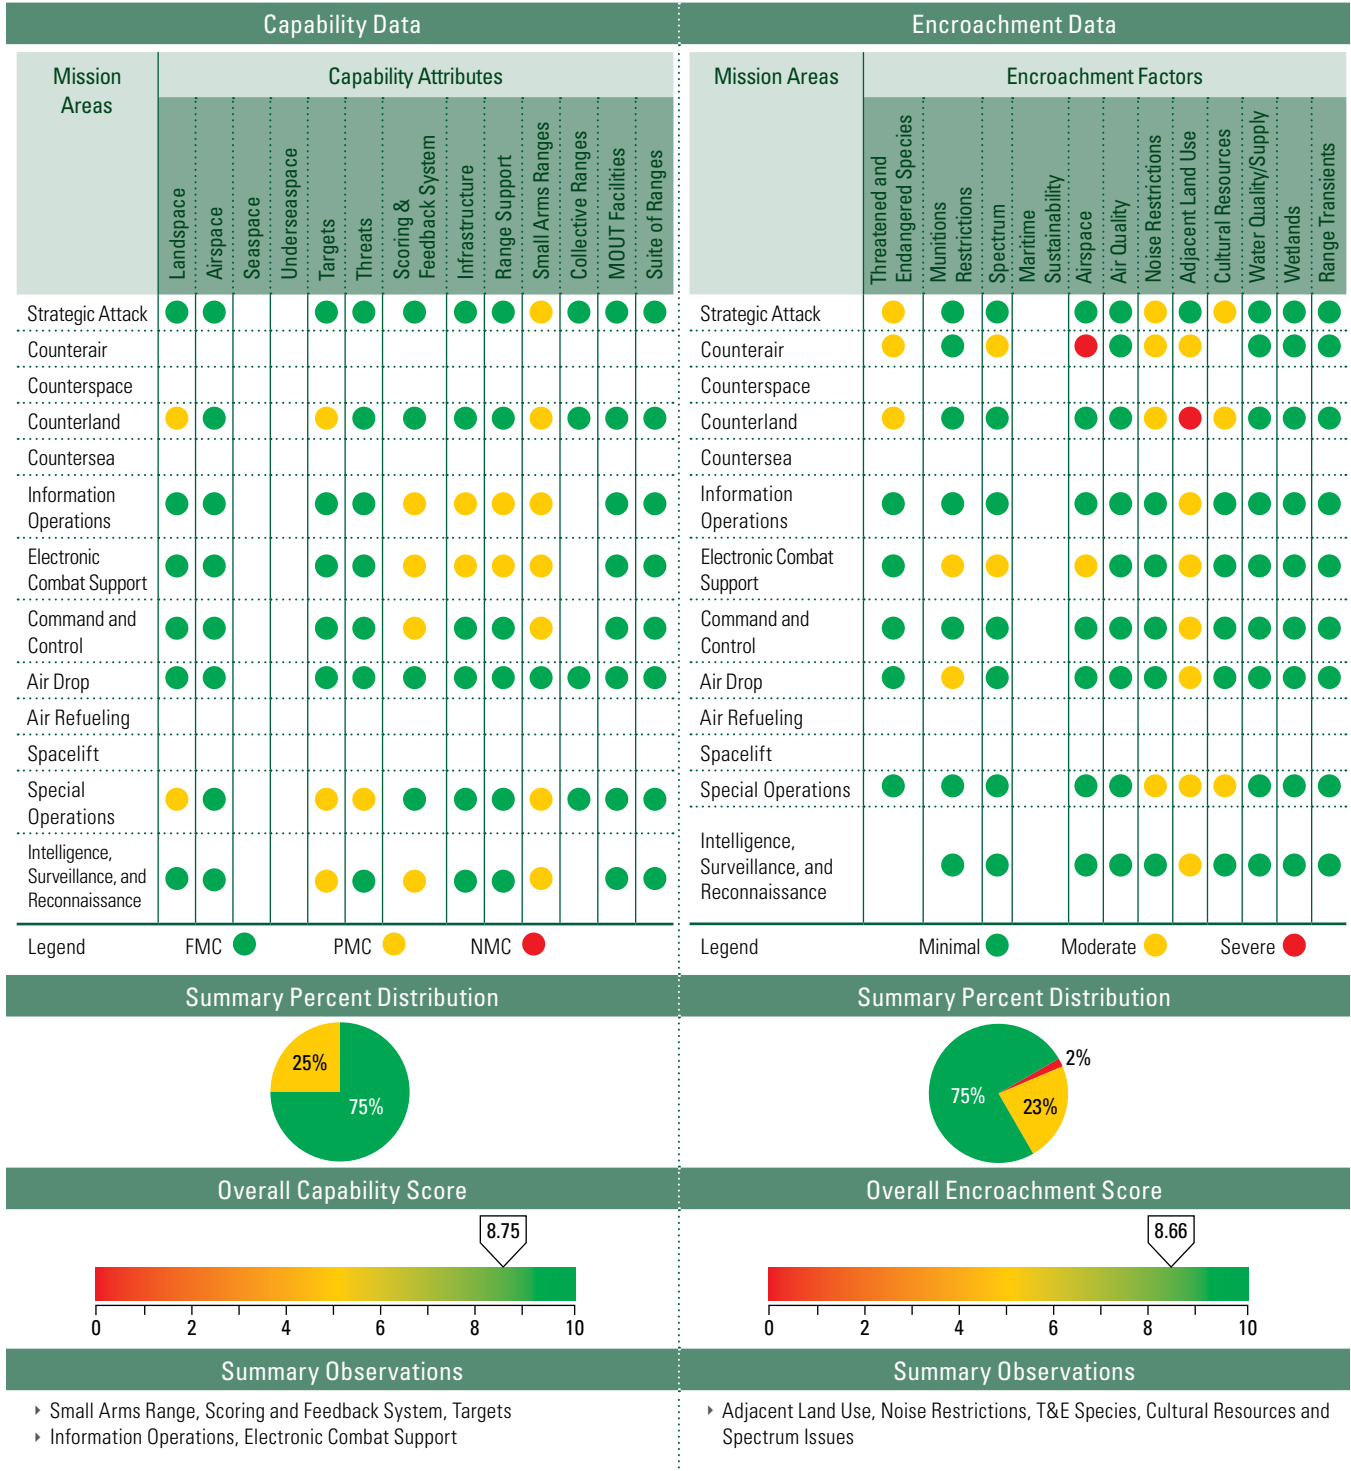 Capability Data
Mission
Areas
Capability Attributes
Landspace
Airspace
Seaspace
Underseaspace
Targets
Threats
Scoring &
Feedback System
Infrastructure
Range Support
Small Arms Ranges
Collective Ranges
MOUT Facilities
Suite of Ranges
Strategic Attack
Counterair
Counterspace
Counterland
Countersea
Information
Operations
Electronic
Combat Support
Command and
Control
Air Drop
Air Refueling
Spacelift
Special
Operations
Intelligence,
Surveillance, and
Reconnaissance
Legend FMC PMC NMC
Summary Percent Distribution
25%
75%
Overall Capability Score
8.75
0 2 4 6 8 10
Summary Observations
Small Arms Range, Scoring and Feedback System, Targets
Information Operations, Electronic Combat Support
Encroachment Data
Mission Areas
Encroachment Factors
Threatened and
Endangered Species
Munitions
Restrictions
Spectrum
Maritime
Sustainability
Airspace
Air Quality
Noise Restrictions
Adjacent Land Use
Cultural Resources
Water Quality/Supply
Wetlands
Range Transients
Strategic Attack
Counterair
Counterspace
Counterland
Countersea
Information
Operations
Electronic Combat
Support
Command and
Control
Air Drop
Air Refueling
Spacelift
Special Operations
Intelligence,
Surveillance, and
Reconnaissance
Legend Minimal Moderate Severe
Summary Percent Distribution
2%
75%
23%
Overall Encroachment Score
8.66
0 2 4 6 8 10
Summary Observations
Adjacent Land Use, Noise Restrictions, T&E Species, Cultural Resources and
Spectrum Issues